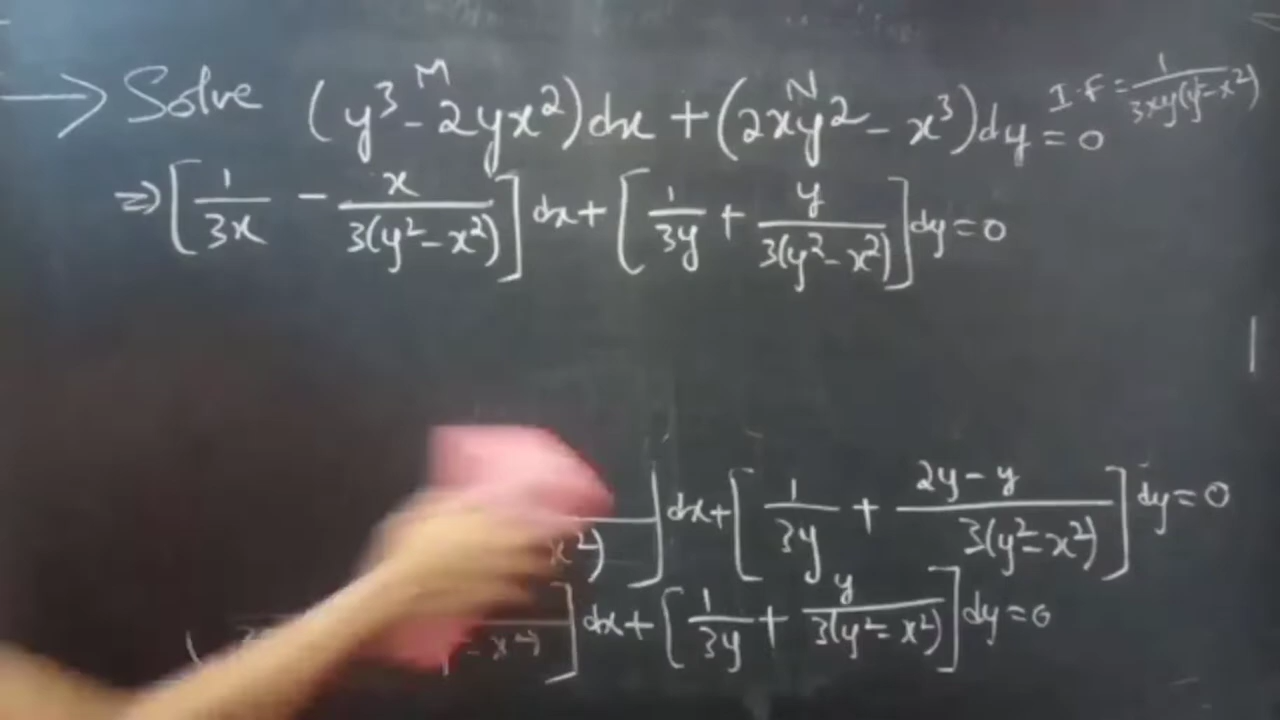 → Solve (y³ - 2yx²)dx + (2xy² - x³)dy = 0
M N
I.F = 1/(3xy(y² - x²))
⇒ [1/(3x) - x/(3(y² - x²))]dx + [1/(3y) + y/(3(y² - x²))]dy = 0
x²)]dx + [1/(3y) + (2y - y)/(3(y² - x²))]dy = 0
- x²)]dx + [1/(3y) + y/(3(y² - x²))]dy = 0